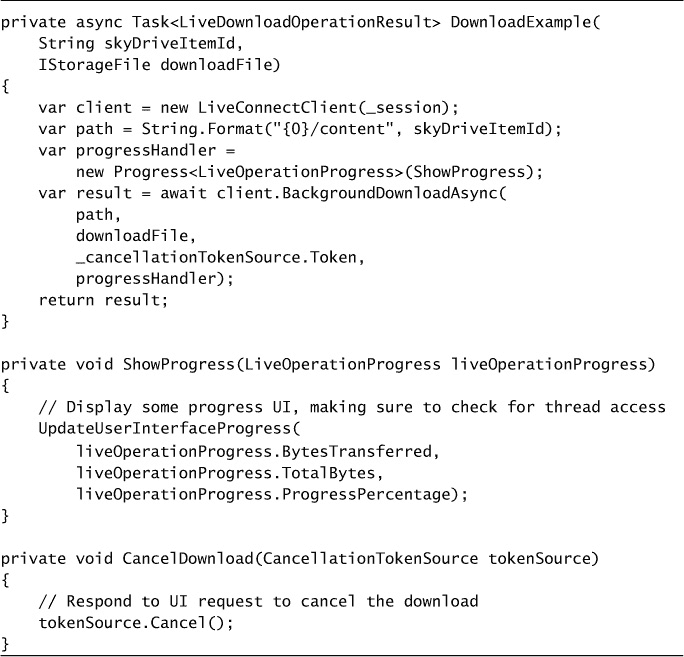 private async Task<LiveDownloadOperationResult> DownloadExample(
    String skyDriveItemId,
    IStorageFile downloadFile)
{
    var client = new LiveConnectClient(_session);
    var path = String.Format("{0}/content", skyDriveItemId);
    var progressHandler =
        new Progress<LiveOperationProgress>(ShowProgress);
    var result = await client.BackgroundDownloadAsync(
        path,
        downloadFile,
        _cancellationTokenSource.Token,
        progressHandler);
    return result;
}

private void ShowProgress(LiveOperationProgress liveOperationProgress)
{
    // Display some progress UI, making sure to check for thread access
    UpdateUserInterfaceProgress(
        liveOperationProgress.BytesTransferred,
        liveOperationProgress.TotalBytes,
        liveOperationProgress.ProgressPercentage);
}

private void CancelDownload(CancellationTokenSource tokenSource)
{
    // Respond to UI request to cancel the download
    tokenSource.Cancel();
}